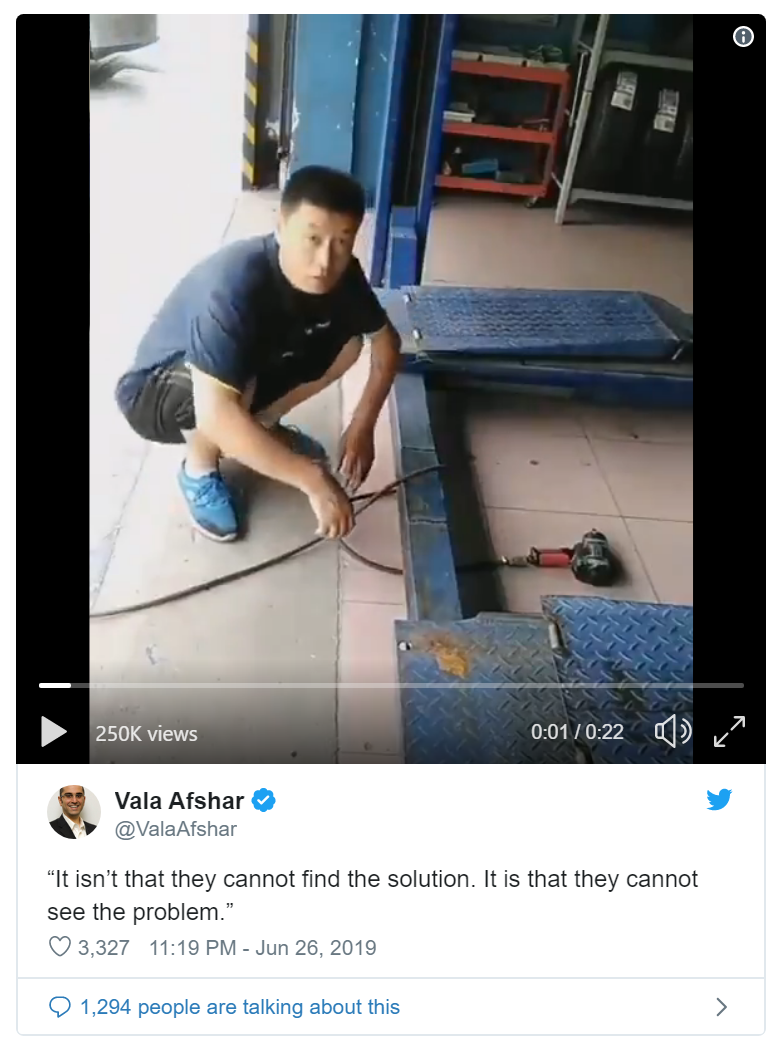 250K views
0:01 / 0:22
Vala Afshar
@ValaAfshar
“It isn’t that they cannot find the solution. It is that they cannot
see the problem.”
3,327 11:19 PM - Jun 26, 2019
1,294 people are talking about this